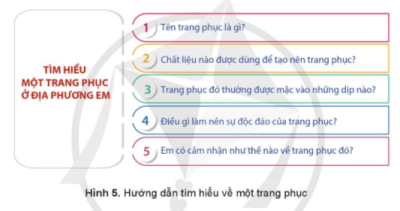 TÌM HIỂU
MỘT TRANG PHỤC
Ở ĐỊA PHƯƠNG EM
1 Tên trang phục là gì?
2 Chất liệu nào được dùng để tạo nên trang phục?
3 Trang phục đó thường được mặc vào những dịp nào?
4 Điều gì làm nên sự độc đáo của trang phục?
5 Em có cảm nhận như thế nào về trang phục đó?
Hình 5. Hướng dẫn tìm hiểu về một trang phục